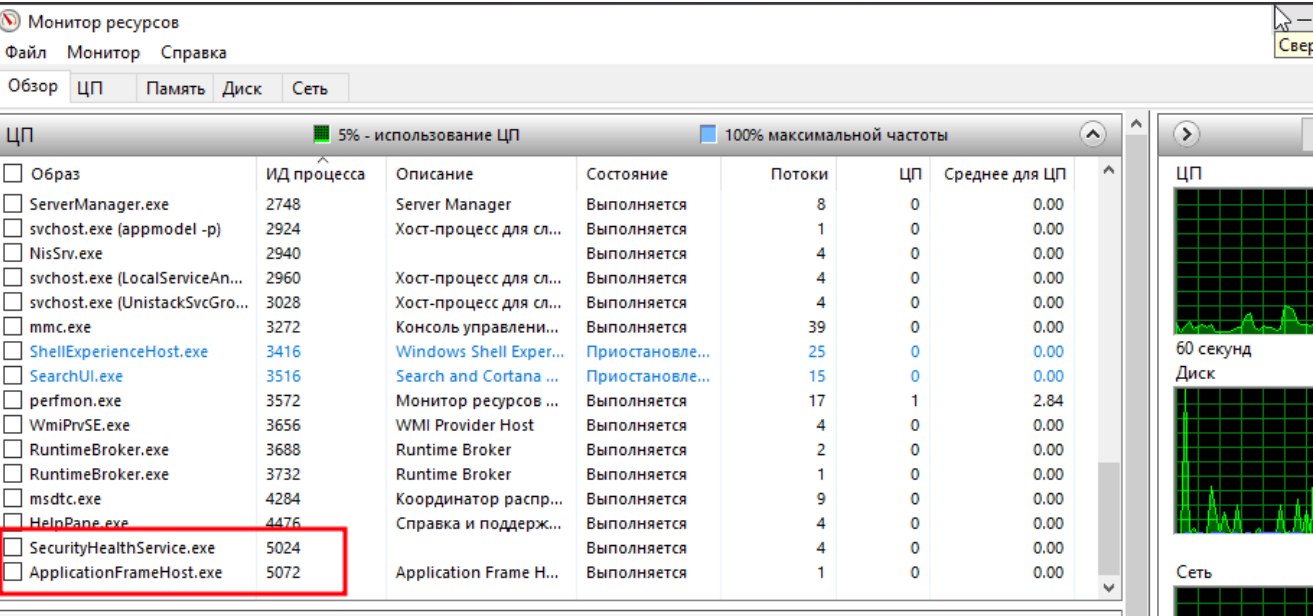 Монитор ресурсов
Файл Монитор Справка
Свер
Обзор ЦП Память Диск Сеть
ЦП 5% - использование ЦП 100% максимальной частоты
Образ ИД процесса Описание Состояние Потоки ЦП Среднее для ЦП
ServerManager.exe 2748 Server Manager Выполняется 8 0 0.00
svchost.exe (appmodel -p) 2924 Хост-процесс для сл... Выполняется 1 0 0.00
NisSrv.exe 2940 Выполняется 4 0 0.00
svchost.exe (LocalServiceAn... 2960 Хост-процесс для сл... Выполняется 4 0 0.00
svchost.exe (UnistackSvcGro... 3028 Хост-процесс для сл... Выполняется 4 0 0.00
mmc.exe 3272 Консоль управлени... Выполняется 39 0 0.00
ShellExperienceHost.exe 3416 Windows Shell Exper... Приостановле... 25 0 0.00
SearchUI.exe 3516 Search and Cortana ... Приостановле... 15 0 0.00
perfmon.exe 3572 Монитор ресурсов ... Выполняется 17 1 2.84
WmiPrvSE.exe 3656 WMI Provider Host Выполняется 4 0 0.00
RuntimeBroker.exe 3688 Runtime Broker Выполняется 2 0 0.00
RuntimeBroker.exe 3732 Runtime Broker Выполняется 1 0 0.00
msdtc.exe 4284 Координатор распр... Выполняется 9 0 0.00
HelpPane.exe 4476 Справка и поддерж... Выполняется 4 0 0.00
SecurityHealthService.exe 5024 Выполняется 4 0 0.00
ApplicationFrameHost.exe 5072 Application Frame H... Выполняется 1 0 0.00
ЦП
60 секунд
Диск
Сеть